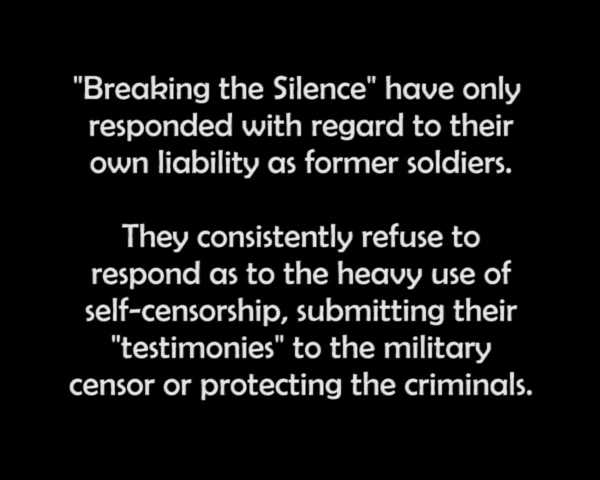 "Breaking the Silence" have only
responded with regard to their
own liability as former soldiers.
They consistently refuse to
respond as to the heavy use of
self-censorship, submitting their
"testimonies" to the military
censor or protecting the criminals.